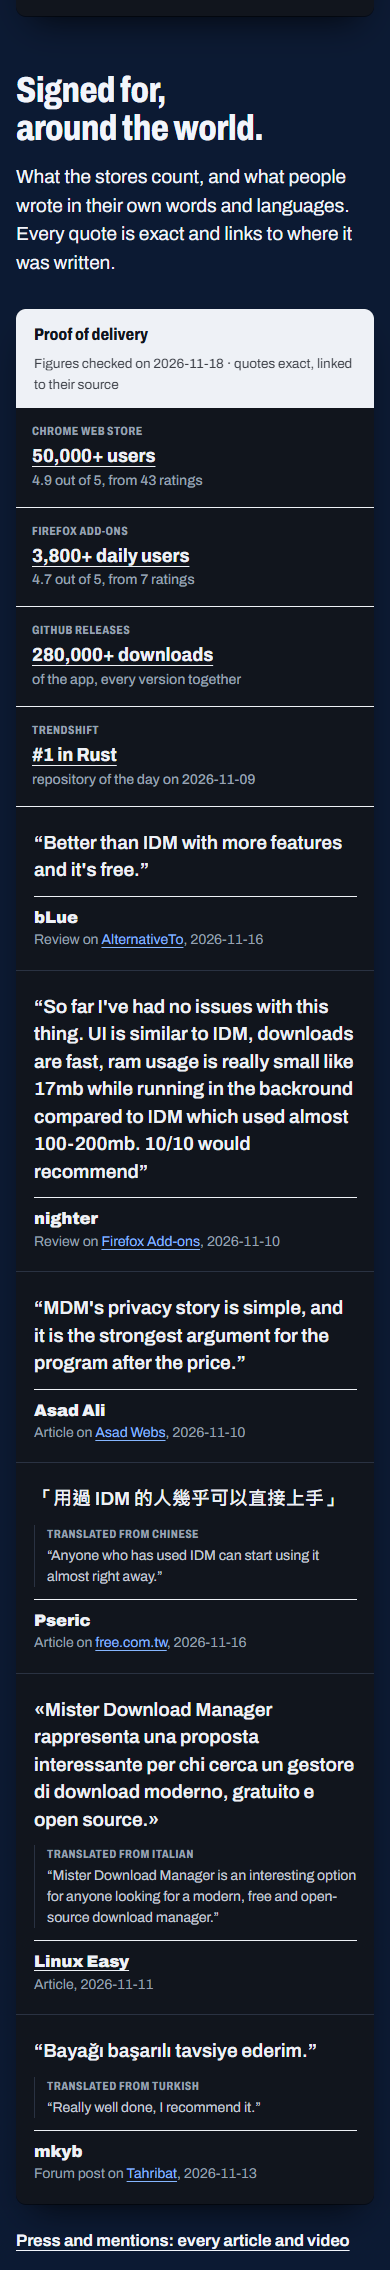 Signed for,
around the world.
What the stores count, and what people
wrote in their own words and languages.
Every quote is exact and links to where it
was written.
Proof of delivery
Figures checked on 2026-11-18 · quotes exact, linked
to their source
CHROME WEB STORE
50,000+ users
4.9 out of 5, from 43 ratings
FIREFOX ADD-ONS
3,800+ daily users
4.7 out of 5, from 7 ratings
GITHUB RELEASES
280,000+ downloads
of the app, every version together
TRENDSHIFT
#1 in Rust
repository of the day on 2026-11-09
“Better than IDM with more features
and it's free.”
bLue
Review on AlternativeTo, 2026-11-16
“So far I've had no issues with this
thing. UI is similar to IDM, downloads
are fast, ram usage is really small like
17mb while running in the backround
compared to IDM which used almost
100-200mb. 10/10 would
recommend”
nighter
Review on Firefox Add-ons, 2026-11-10
“MDM's privacy story is simple, and
it is the strongest argument for the
program after the price.”
Asad Ali
Article on Asad Webs, 2026-11-10
「用過 IDM 的人幾乎可以直接上手」
TRANSLATED FROM CHINESE
“Anyone who has used IDM can start using it
almost right away.”
Pseric
Article on free.com.tw, 2026-11-16
«Mister Download Manager
rappresenta una proposta
interessante per chi cerca un gestore
di download moderno, gratuito e
open source.»
TRANSLATED FROM ITALIAN
“Mister Download Manager is an interesting option
for anyone looking for a modern, free and open-
source download manager.”
Linux Easy
Article, 2026-11-11
“Bayağı başarılı tavsiye ederim.”
TRANSLATED FROM TURKISH
“Really well done, I recommend it.”
mkyb
Forum post on Tahribat, 2026-11-13
Press and mentions: every article and video